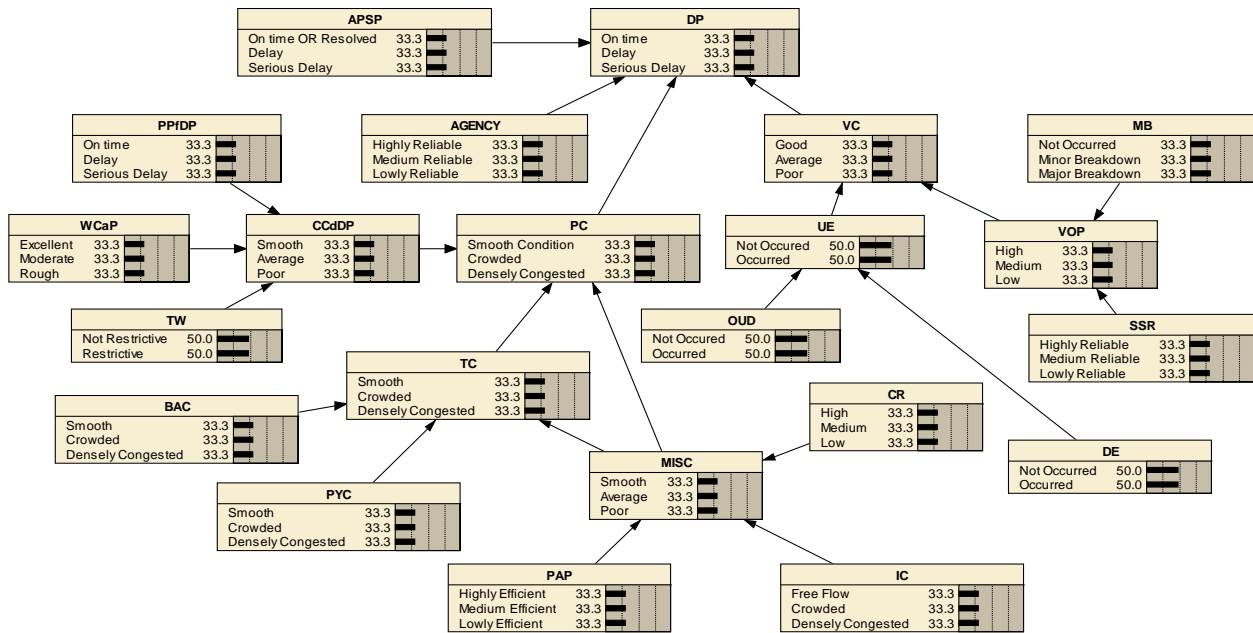 APSP
On time OR Resolved 33.3
Delay 33.3
Serious Delay 33.3
DP
On time 33.3
Delay 33.3
Serious Delay 33.3
PPfDP
On time 33.3
Delay 33.3
Serious Delay 33.3
AGENCY
Highly Reliable 33.3
Medium Reliable 33.3
Lowly Reliable 33.3
VC
Good 33.3
Average 33.3
Poor 33.3
MB
Not Occurred 33.3
Minor Breakdown 33.3
Major Breakdown 33.3
WCaP
Excellent 33.3
Moderate 33.3
Rough 33.3
CCdDP
Smooth 33.3
Average 33.3
Poor 33.3
PC
Smooth Condition 33.3
Crowded 33.3
Densely Congested 33.3
UE
Not Occured 50.0
Occurred 50.0
VOP
High 33.3
Medium 33.3
Low 33.3
TW
Not Restrictive 50.0
Restrictive 50.0
OUD
Not Occured 50.0
Occurred 50.0
SSR
Highly Reliable 33.3
Medium Reliable 33.3
Lowly Reliable 33.3
TC
Smooth 33.3
Crowded 33.3
Densely Congested 33.3
BAC
Smooth 33.3
Crowded 33.3
Densely Congested 33.3
CR
High 33.3
Medium 33.3
Low 33.3
DE
Not Occurred 50.0
Occurred 50.0
MISC
Smooth 33.3
Average 33.3
Poor 33.3
PYC
Smooth 33.3
Crowded 33.3
Densely Congested 33.3
PAP
Highly Efficient 33.3
Medium Efficient 33.3
Lowly Efficient 33.3
IC
Free Flow 33.3
Crowded 33.3
Densely Congested 33.3